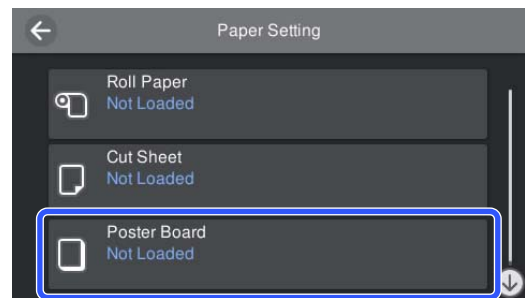 Paper Setting
Roll Paper
Not Loaded
Cut Sheet
Not Loaded
Poster Board
Not Loaded